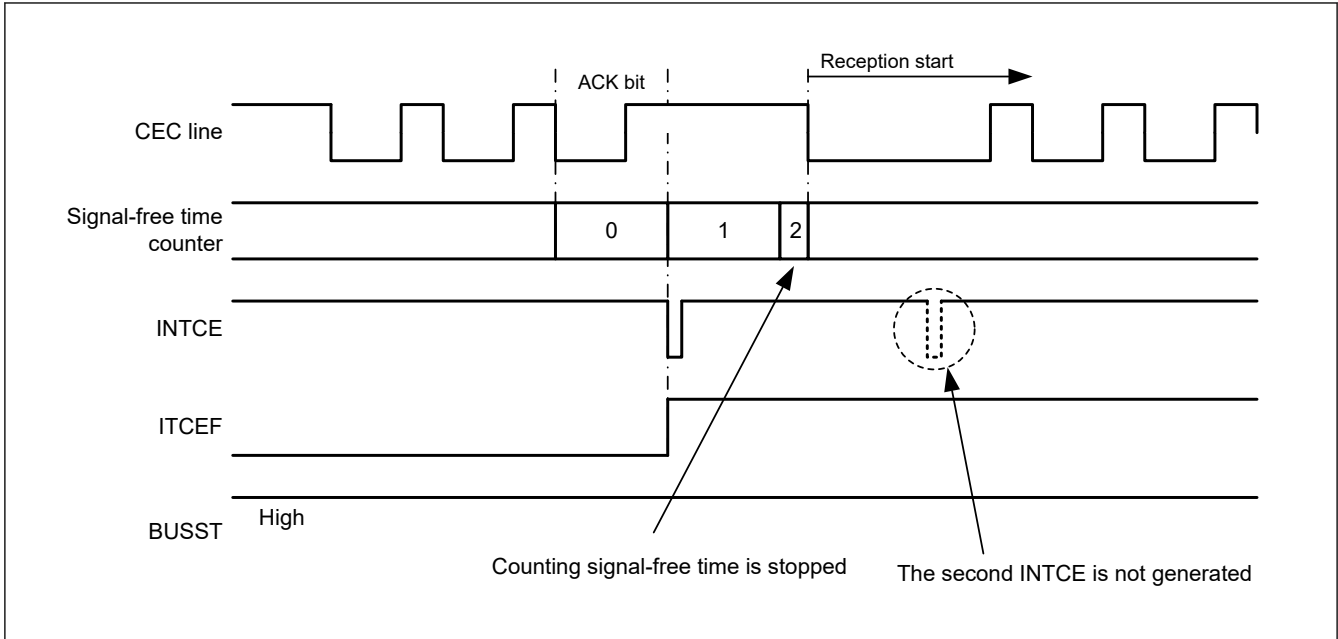 Reception start
ACK bit
CEC line
Signal-free time
counter
0
1
2
INTCE
ITCEF
High
BUSST
Counting signal-free time is stopped
The second INTCE is not generated